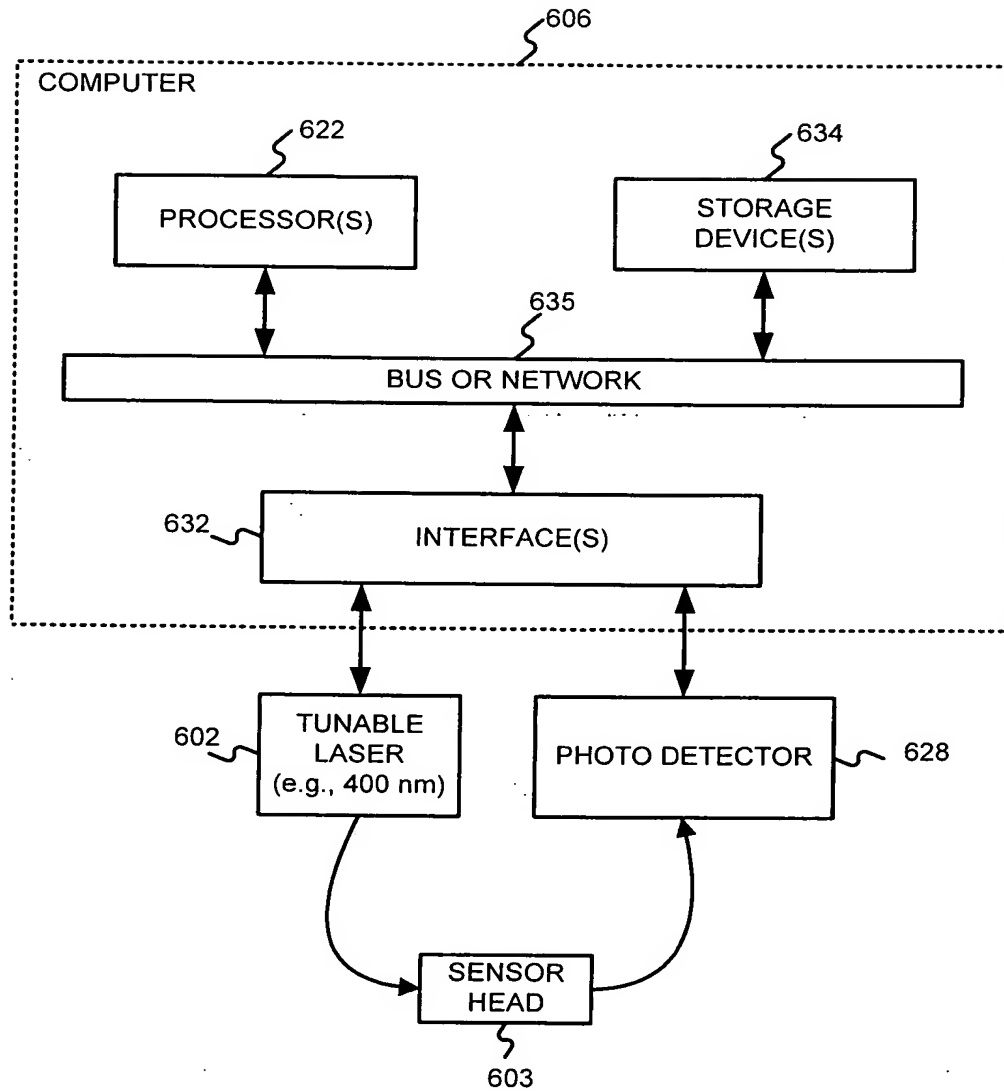 606
COMPUTER
622
634
PROCESSOR(S)
STORAGE
DEVICE(S)
635
BUS OR NETWORK
632
INTERFACE(S)
602
TUNABLE
LASER
(e.g., 400 nm)
PHOTO DETECTOR
628
SENSOR
HEAD
603